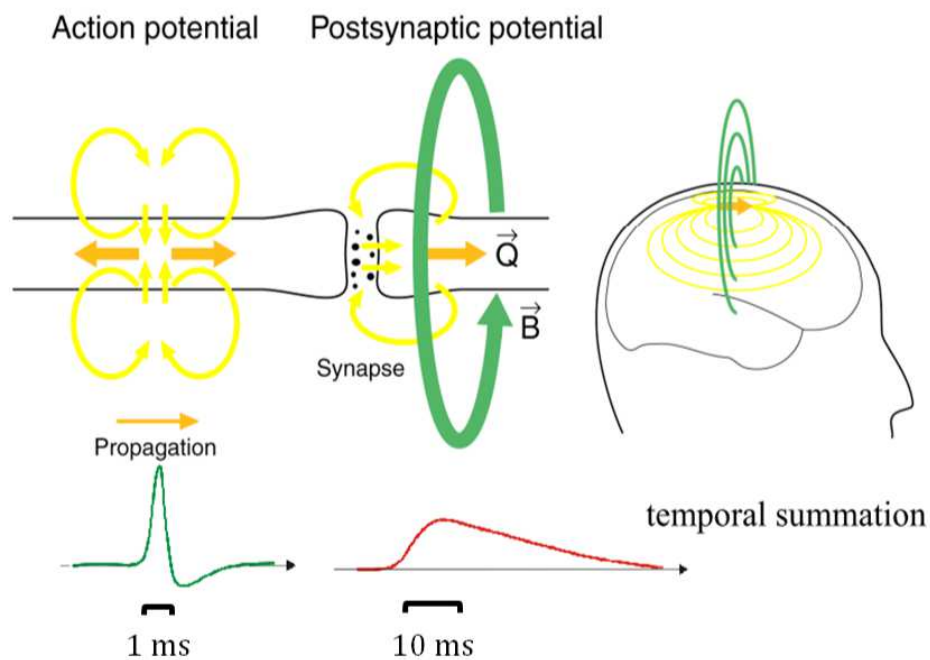 Action potential
Postsynaptic potential
Q
B
Synapse
Propagation
temporal summation
1 ms
10 ms